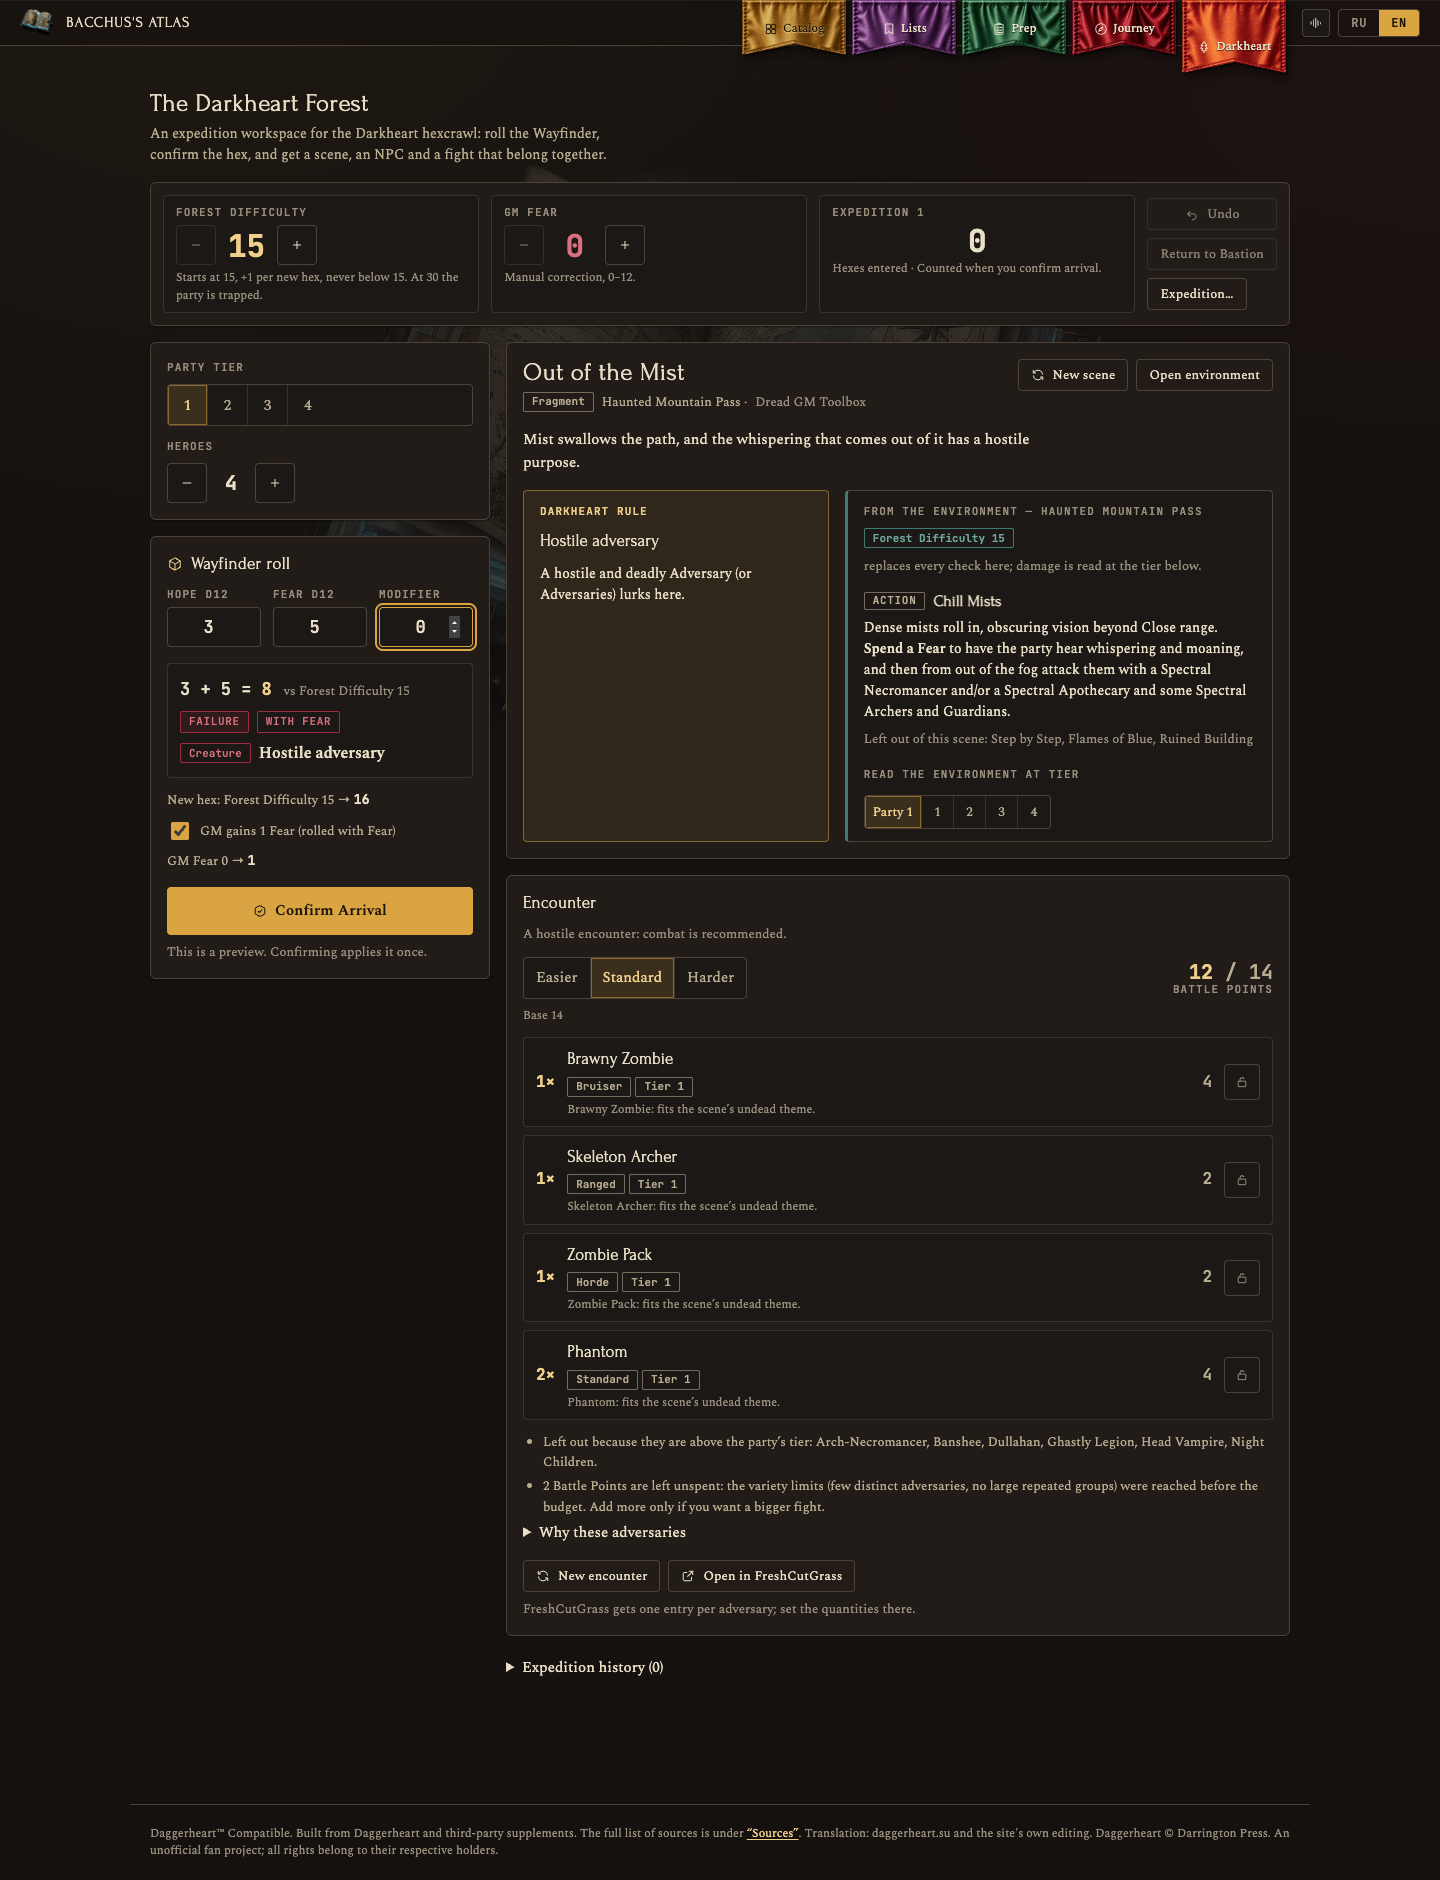 BACCHUS'S ATLAS
Catalog
Lists
Prep
Journey
Darkheart
RU
EN
The Darkheart Forest
An expedition workspace for the Darkheart hexcrawl: roll the Wayfinder,
confirm the hex, and get a scene, an NPC and a fight that belong together.
FOREST DIFFICULTY
− 15 +
Starts at 15, +1 per new hex, never below 15. At 30 the
party is trapped.
GM FEAR
− 0 +
Manual correction, 0–12.
EXPEDITION 1
0
Hexes entered · Counted when you confirm arrival.
Undo
Return to Bastion
Expedition…
PARTY TIER
1 2 3 4
HEROES
− 4 +
Wayfinder roll
HOPE D12 FEAR D12 MODIFIER
3 5 0
3 + 5 = 8 vs Forest Difficulty 15
FAILURE WITH FEAR
Creature Hostile adversary
New hex: Forest Difficulty 15 → 16
GM gains 1 Fear (rolled with Fear)
GM Fear 0 → 1
Confirm Arrival
This is a preview. Confirming applies it once.
Out of the Mist
New scene
Open environment
Fragment Haunted Mountain Pass · Dread GM Toolbox
Mist swallows the path, and the whispering that comes out of it has a hostile
purpose.
DARKHEART RULE
Hostile adversary
A hostile and deadly Adversary (or
Adversaries) lurks here.
FROM THE ENVIRONMENT — HAUNTED MOUNTAIN PASS
Forest Difficulty 15
replaces every check here; damage is read at the tier below.
ACTION Chill Mists
Dense mists roll in, obscuring vision beyond Close range.
Spend a Fear to have the party hear whispering and moaning,
and then from out of the fog attack them with a Spectral
Necromancer and/or a Spectral Apothecary and some Spectral
Archers and Guardians.
Left out of this scene: Step by Step, Flames of Blue, Ruined Building
READ THE ENVIRONMENT AT TIER
Party 1 1 2 3 4
Encounter
A hostile encounter: combat is recommended.
Easier Standard Harder
12 / 14
BATTLE POINTS
Base 14
Brawny Zombie
1× Bruiser Tier 1 4
Brawny Zombie: fits the scene’s undead theme.
Skeleton Archer
1× Ranged Tier 1 2
Skeleton Archer: fits the scene’s undead theme.
Zombie Pack
1× Horde Tier 1 2
Zombie Pack: fits the scene’s undead theme.
Phantom
2× Standard Tier 1 4
Phantom: fits the scene’s undead theme.
• Left out because they are above the party’s tier: Arch-Necromancer, Banshee, Dullahan, Ghastly Legion, Head Vampire, Night
Children.
• 2 Battle Points are left unspent: the variety limits (few distinct adversaries, no large repeated groups) were reached before the
budget. Add more only if you want a bigger fight.
Why these adversaries
New encounter
Open in FreshCutGrass
FreshCutGrass gets one entry per adversary; set the quantities there.
Expedition history (0)
Daggerheart™ Compatible. Built from Daggerheart and third-party supplements. The full list of sources is under “Sources”. Translation: daggerheart.su and the site's own editing. Daggerheart © Darrington Press. An
unofficial fan project; all rights belong to their respective holders.